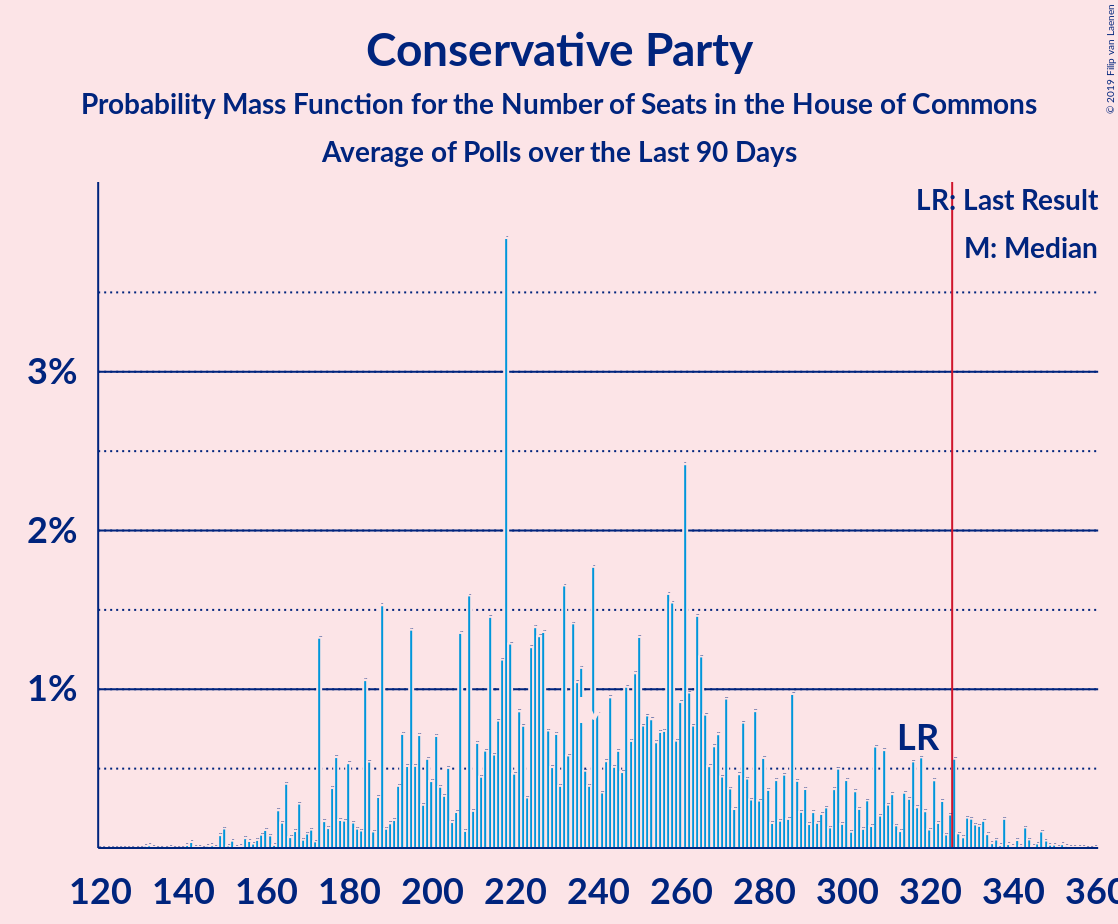 Conservative Party
Probability Mass Function for the Number of Seats in the House of Commons
Average of Polls over the Last 90 Days
© 2019 Filip van Laenen
LR: Last Result
M: Median
3%
2%
1%
LR
120 140 160 180 200 220 240 260 280 300 320 340 360